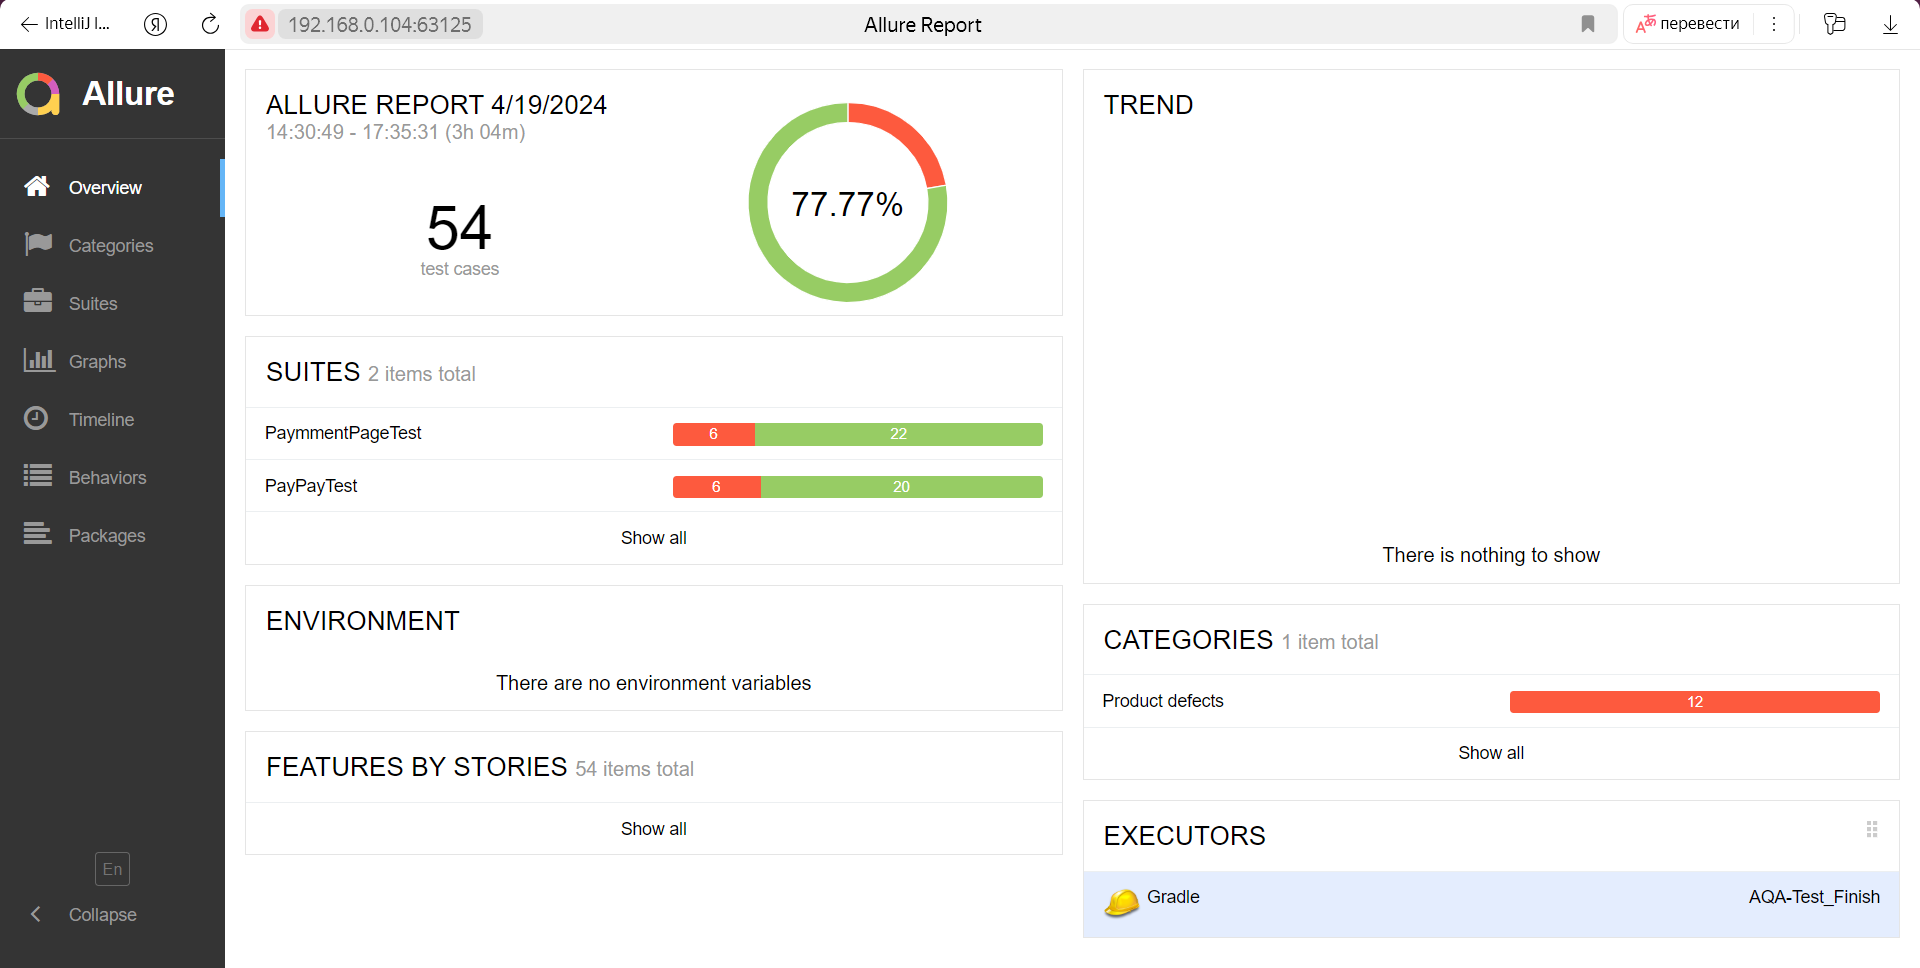 IntelliJ I...
Я
192.168.0.104:63125
Allure Report
перевести
Allure
Overview
Categories
Suites
Graphs
Timeline
Behaviors
Packages
En
Collapse
ALLURE REPORT 4/19/2024
14:30:49 - 17:35:31 (3h 04m)
54
test cases
77.77%
SUITES 2 items total
PaymmentPageTest 6 22
PayPayTest 6 20
Show all
ENVIRONMENT
There are no environment variables
FEATURES BY STORIES 54 items total
Show all
TREND
There is nothing to show
CATEGORIES 1 item total
Product defects 12
Show all
EXECUTORS
Gradle AQA-Test_Finish